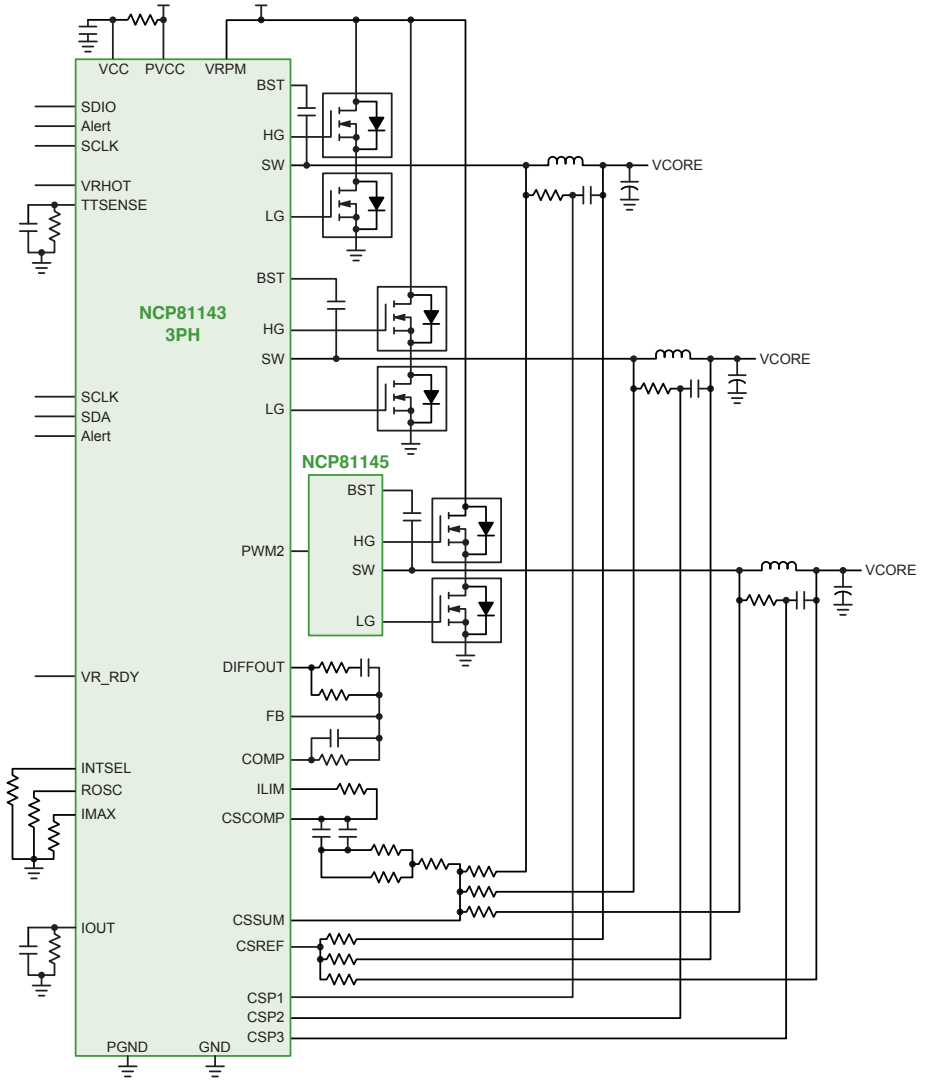 VCC PVCC VRPM
BST
SDIO
Alert
HG
SCLK
SW
VCORE
VRHOT
TTSENSE
LG
BST
NCP81143
3PH
HG
SW
VCORE
SCLK
LG
SDA
Alert
NCP81145
BST
HG
PWM2
SW
VCORE
LG
DIFFOUT
VR_RDY
FB
COMP
INTSEL
ILIM
ROSC
IMAX
CSCOMP
CSSUM
IOUT
CSREF
CSP1
CSP2
CSP3
PGND GND